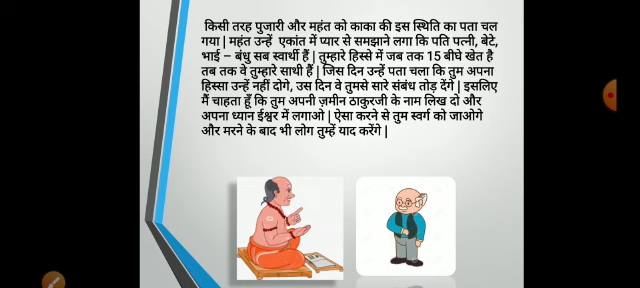 किसी तरह पुजारी और महंत को काका की इस स्थिति का पता चल
गया | महंत उन्हें  एकांत में प्यार से समझाने लगा कि पति पत्नी, बेटे,
भाई – बंधु सब स्वार्थी हैं | तुम्हारे हिस्से में जब तक 15 बीघे खेत है
तब तक वे तुम्हारे साथी हैं | जिस दिन उन्हें पता चला कि तुम अपना
हिस्सा उन्हें नहीं दोगे, उस दिन वे तुमसे सारे संबंध तोड़ देंगे | इसलिए
मैं चाहता हूँ कि तुम अपनी ज़मीन ठाकुरजी के नाम लिख दो और
अपना ध्यान ईश्वर में लगाओ | ऐसा करने से तुम स्वर्ग को जाओगे
और मरने के बाद भी लोग तुम्हें याद करेंगे |